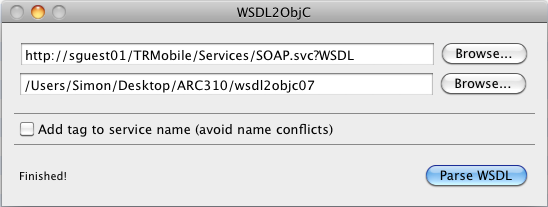 WSDL2ObjC
http://sguest01/TRMobile/Services/SOAP.svc?WSDL
Browse...
/Users/Simon/Desktop/ARC310/wsdl2objc07
Browse...
Add tag to service name (avoid name conflicts)
Finished!
Parse WSDL